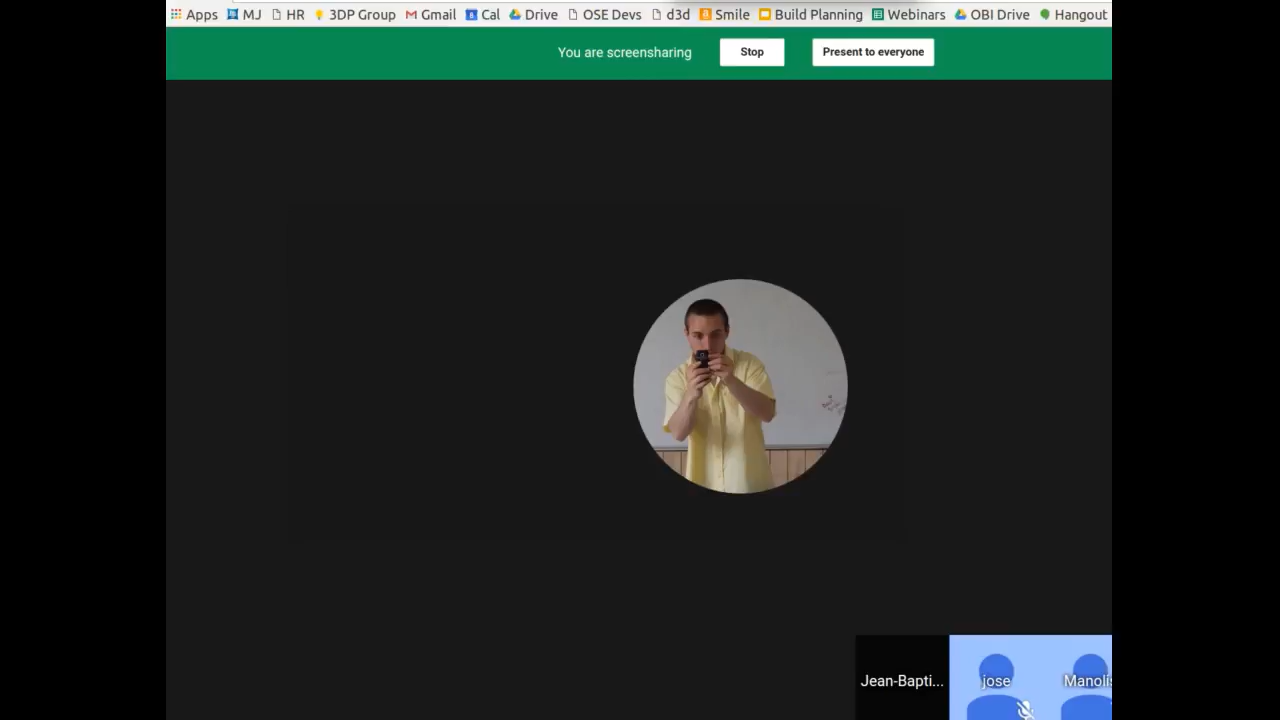 Apps MJ HR 3DP Group Gmail Cal Drive OSE Devs d3d Smile Build Planning Webinars OBI Drive Hangout
You are screensharing Stop Present to everyone
Jean-Bapti... jose Manolis